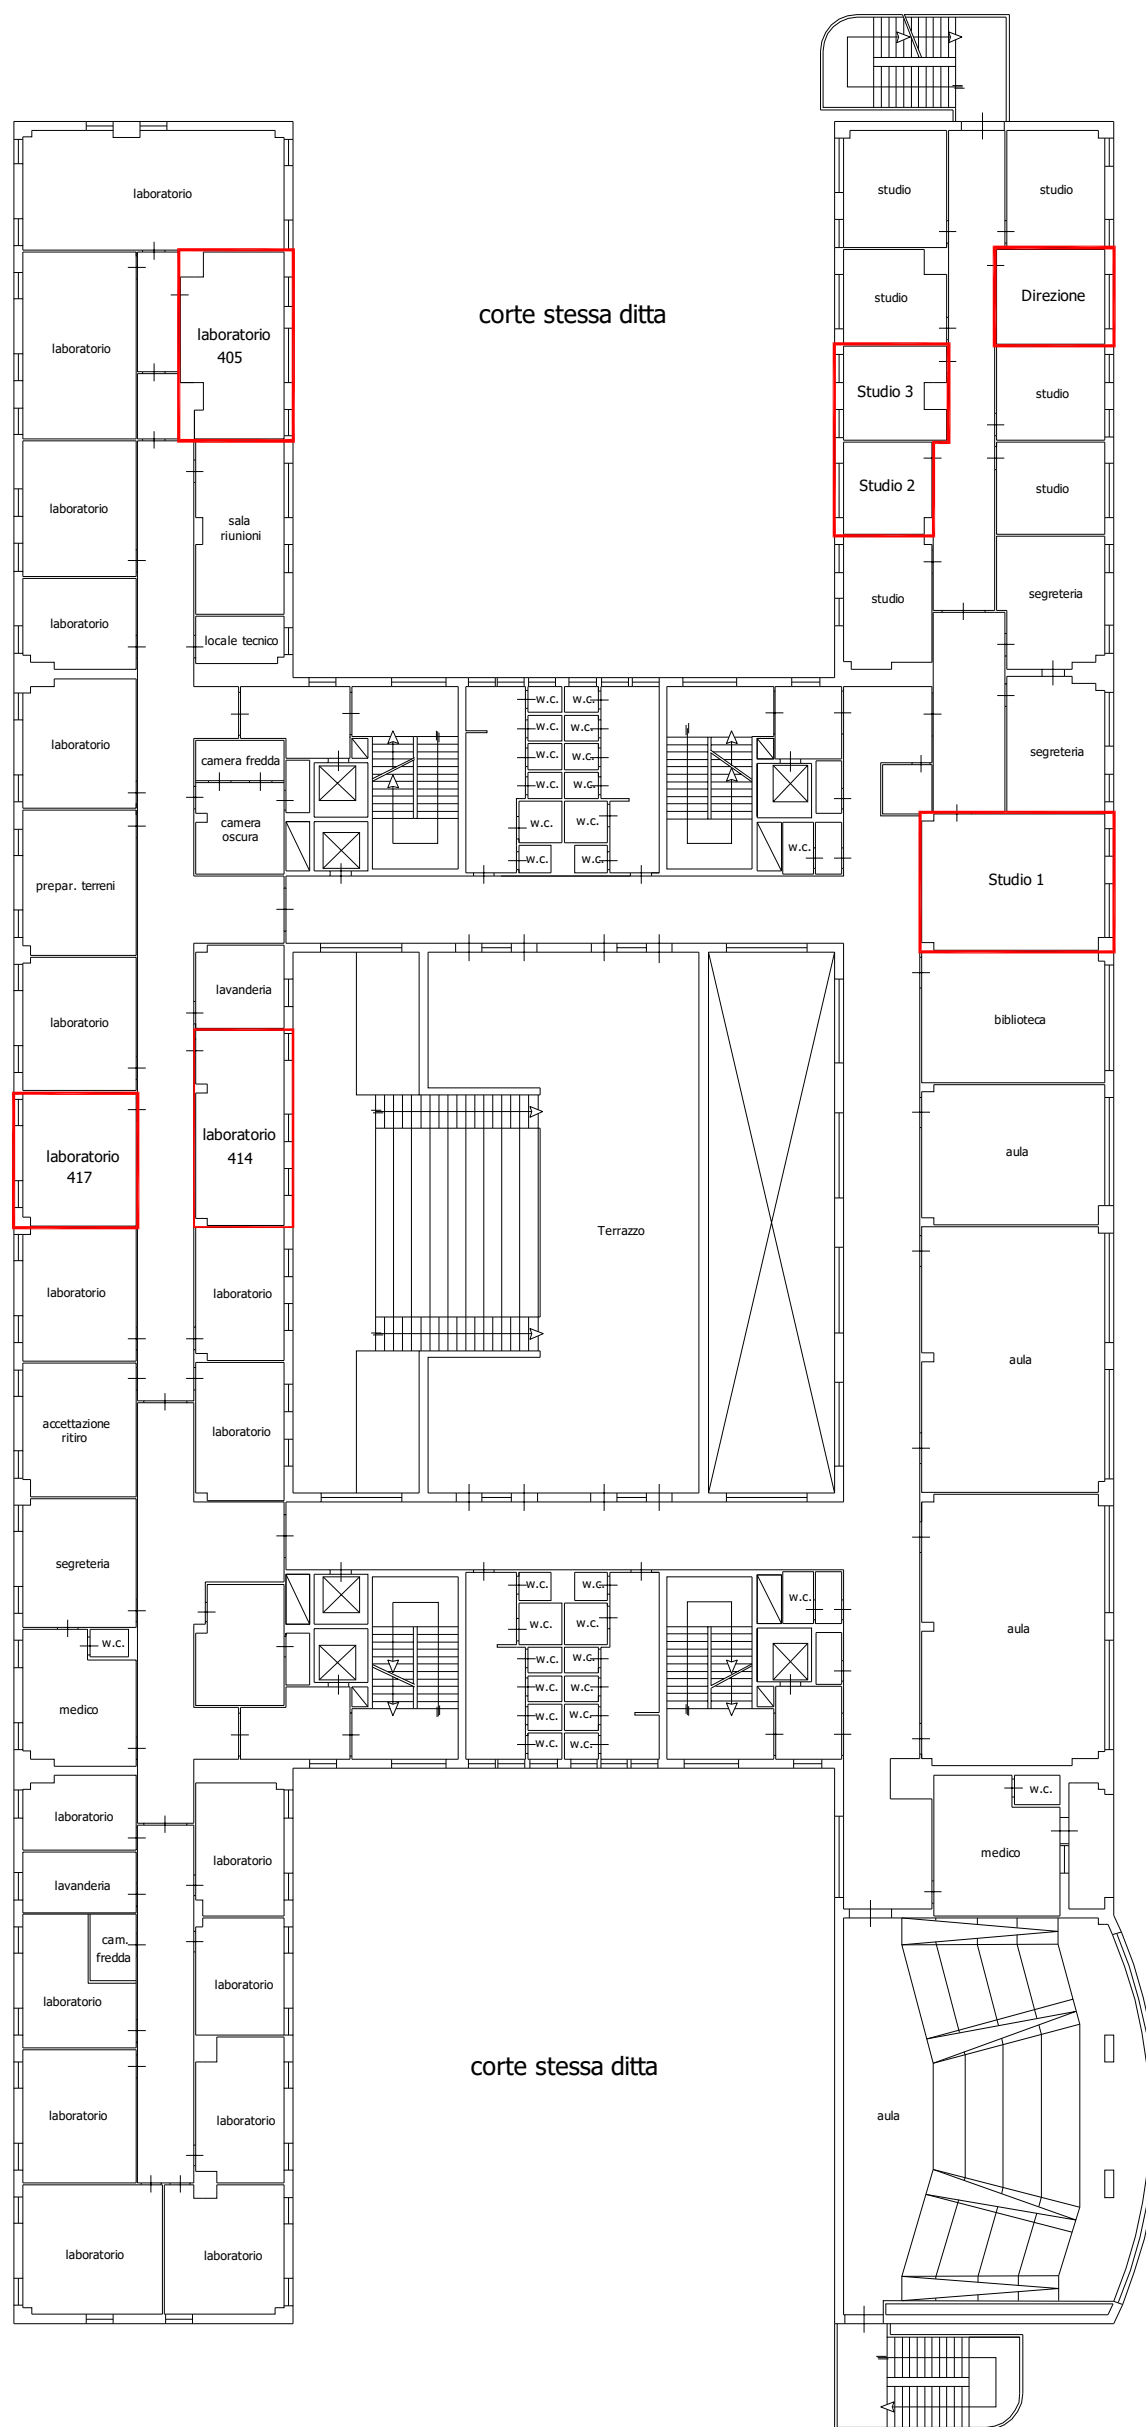 laboratorio
studio
studio
studio
Direzione
corte stessa ditta
laboratorio
405
laboratorio
Studio 3
studio
Studio 2
studio
laboratorio
sala
riunioni
studio
segreteria
laboratorio
locale tecnico
w.c.
w.c.
w.c.
w.c.
w.c.
w.c.
w.c.
w.c.
w.c.
w.c.
w.c.
w.c.
laboratorio
camera fredda
segreteria
camera
oscura
w.c.
prepar. terreni
Studio 1
lavanderia
laboratorio
biblioteca
laboratorio
414
laboratorio
417
aula
Terrazzo
laboratorio
laboratorio
aula
accettazione
ritiro
laboratorio
segreteria
w.c.
w.c.
w.c.
w.c.
w.c.
w.c.
w.c.
w.c.
w.c.
w.c.
w.c.
w.c.
w.c.
aula
w.c.
medico
laboratorio
w.c.
laboratorio
medico
lavanderia
cam.
fredda
laboratorio
laboratorio
corte stessa ditta
laboratorio
laboratorio
aula
laboratorio
laboratorio